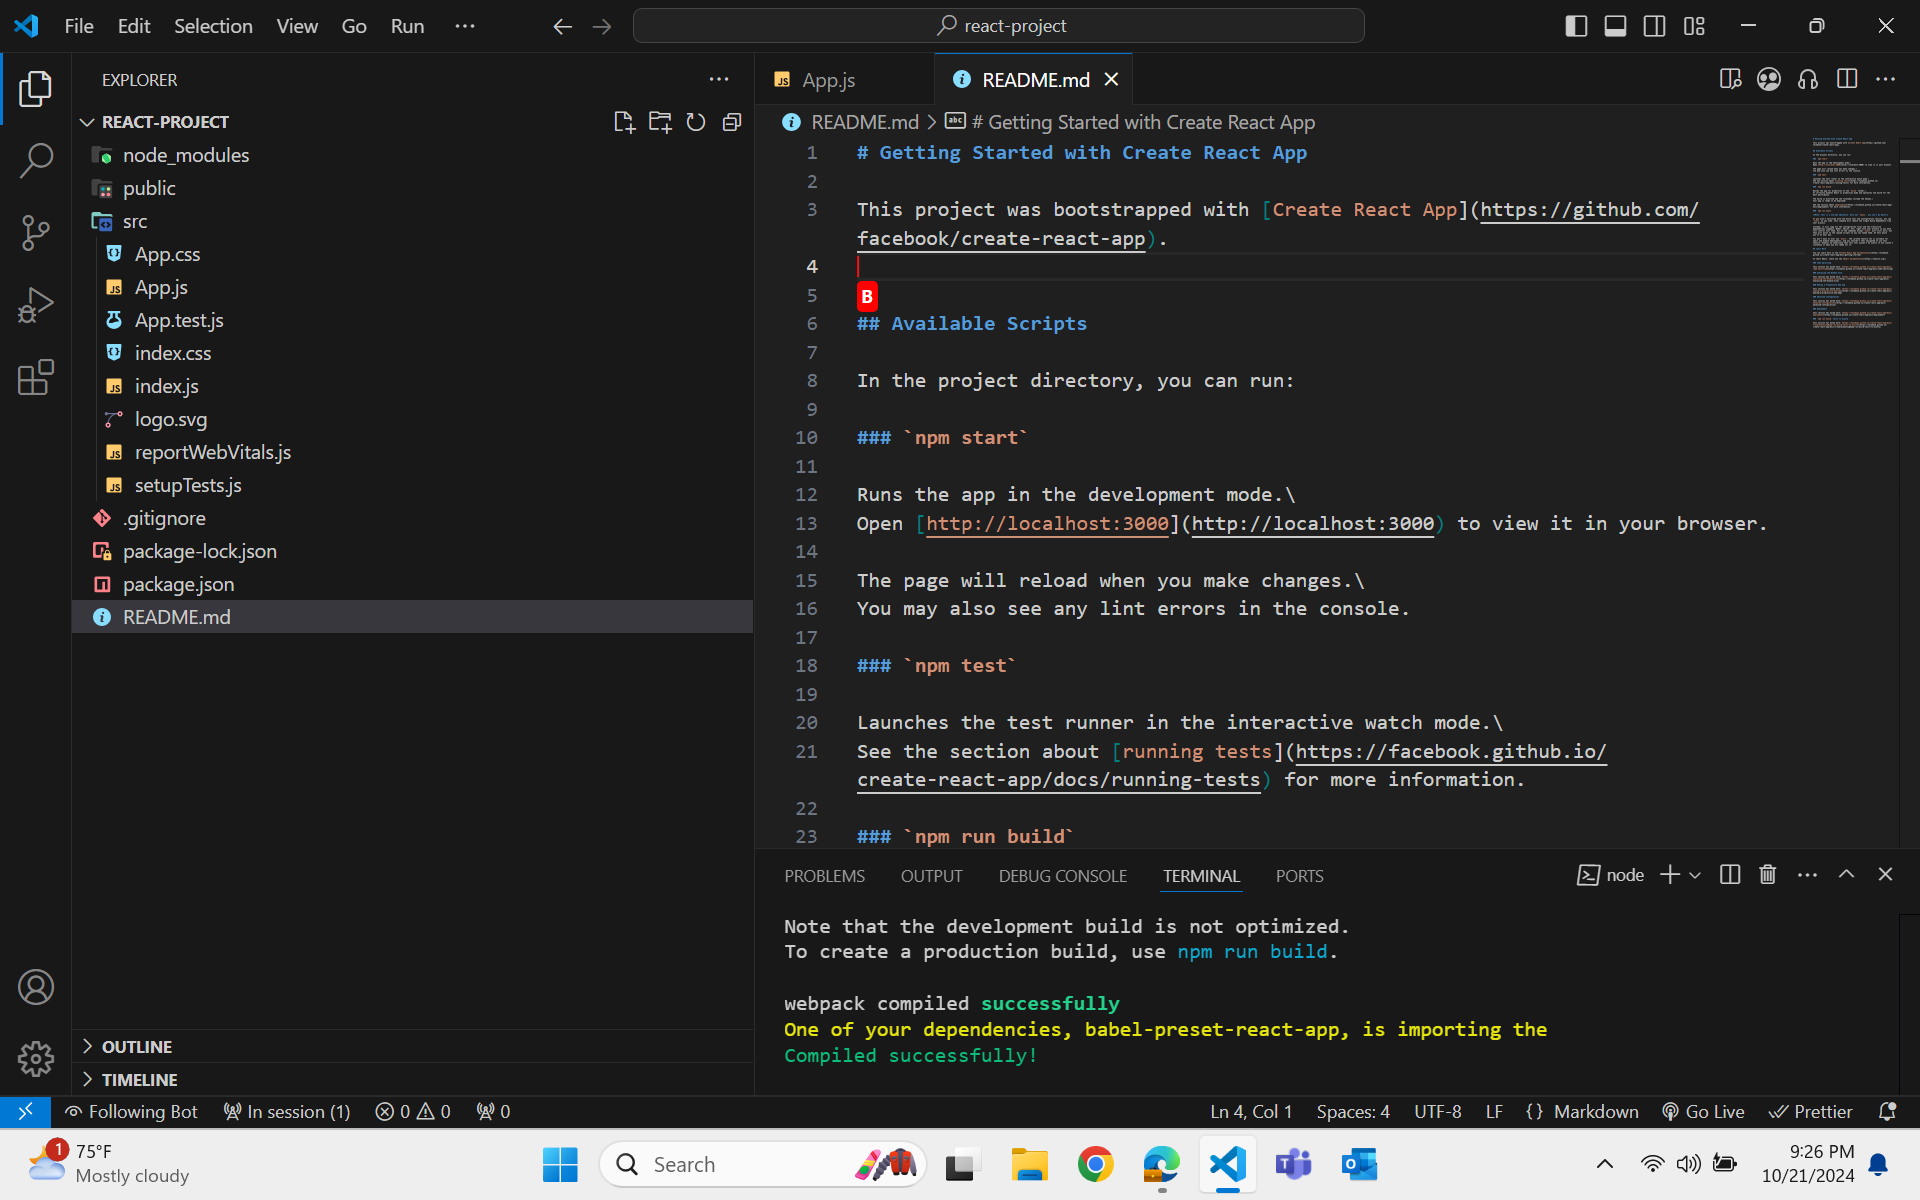 File Edit Selection View Go Run ···
react-project
EXPLORER
REACT-PROJECT
node_modules
public
src
App.css
App.js
App.test.js
index.css
index.js
logo.svg
reportWebVitals.js
setupTests.js
.gitignore
package-lock.json
package.json
README.md
OUTLINE
TIMELINE
App.js
README.md
README.md > # Getting Started with Create React App
1 # Getting Started with Create React App
2
3 This project was bootstrapped with [Create React App](https://github.com/
facebook/create-react-app).
4
5 B
6 ## Available Scripts
7
8 In the project directory, you can run:
9
10 ### `npm start`
11
12 Runs the app in the development mode.\
13 Open [http://localhost:3000](http://localhost:3000) to view it in your browser.
14
15 The page will reload when you make changes.\
16 You may also see any lint errors in the console.
17
18 ### `npm test`
19
20 Launches the test runner in the interactive watch mode.\
21 See the section about [running tests](https://facebook.github.io/
create-react-app/docs/running-tests) for more information.
22
23 ### `npm run build`
PROBLEMS OUTPUT DEBUG CONSOLE TERMINAL PORTS
node
Note that the development build is not optimized.
To create a production build, use npm run build.
webpack compiled successfully
One of your dependencies, babel-preset-react-app, is importing the
Compiled successfully!
Following Bot In session (1) 0 0 0
Ln 4, Col 1 Spaces: 4 UTF-8 LF {} Markdown Go Live Prettier
1
75°F
Mostly cloudy
Search
9:26 PM
10/21/2024